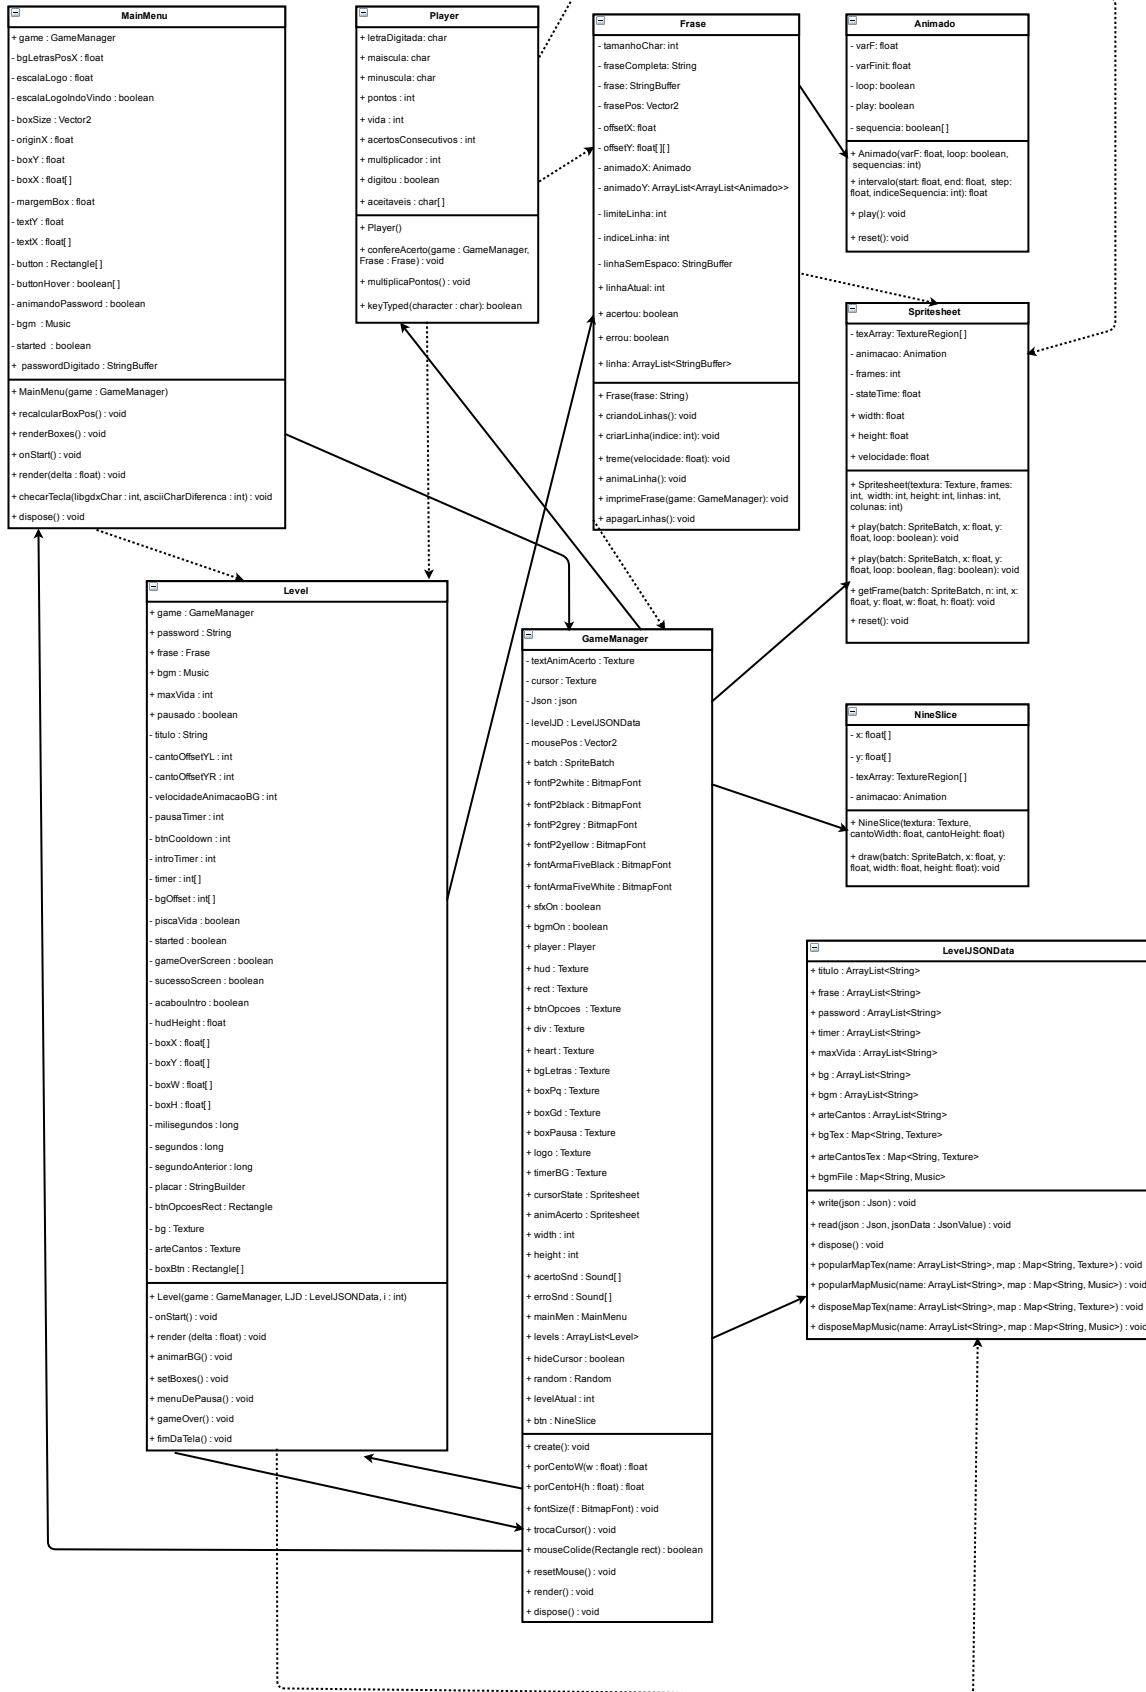 MainMenu
+ game : GameManager
- bgLetrasPosX : float
- escalaLogo : float
- escalaLogoIndoVindo : boolean
- boxSize : Vector2
- originX : float
- boxY : float
- boxX : float[ ]
- margemBox : float
- textY : float
- textX : float[ ]
- button : Rectangle[ ]
- buttonHover : boolean[ ]
- animandoPassword : boolean
- bgm : Music
- started : boolean
+ passwordDigitado : StringBuffer
+ MainMenu(game : GameManager)
+ recalcularBoxPos() : void
+ renderBoxes() : void
+ onStart() : void
+ render(delta : float) : void
+ checarTecla(libgdxChar : int, asciiCharDiferenca : int) : void
+ dispose() : void
Player
+ letraDigitada: char
+ maiscula: char
+ minuscula: char
+ pontos : int
+ vida : int
+ acertosConsecutivos : int
+ multiplicador : int
+ digitou : boolean
+ aceitaveis : char[ ]
+ Player()
+ confereAcerto(game : GameManager,
Frase : Frase) : void
+ multiplicaPontos() : void
+ keyTyped(character : char): boolean
Frase
- tamanhoChar: int
- fraseCompleta: String
- frase: StringBuffer
- frasePos: Vector2
- offsetX: float
- offsetY: float[ ][ ]
- animadoX: Animado
- animadoY: ArrayList<ArrayList<Animado>>
- limiteLinha: int
- indiceLinha: int
- linhaSemEspaco: StringBuffer
+ linhaAtual: int
+ acertou: boolean
+ errou: boolean
+ linha: ArrayList<StringBuffer>
+ Frase(frase: String)
+ criandoLinhas(): void
+ criarLinha(indice: int): void
+ treme(velocidade: float): void
+ animaLinha(): void
+ imprimeFrase(game: GameManager): void
+ apagarLinhas(): void
Animado
- varF: float
- varFinit: float
- loop: boolean
- play: boolean
- sequencia: boolean[ ]
+ Animado(varF: float, loop: boolean,
sequencias: int)
+ intervalo(start: float, end: float, step:
float, indiceSequencia: int): float
+ play(): void
+ reset(): void
Spritesheet
- texArray: TextureRegion[ ]
- animacao: Animation
- frames: int
- stateTime: float
+ width: float
+ height: float
+ velocidade: float
+ Spritesheet(textura: Texture, frames:
int, width: int, height: int, linhas: int,
colunas: int)
+ play(batch: SpriteBatch, x: float, y:
float, loop: boolean): void
+ play(batch: SpriteBatch, x: float, y:
float, loop: boolean, flag: boolean): void
+ getFrame(batch: SpriteBatch, n: int, x:
float, y: float, w: float, h: float): void
+ reset(): void
Level
+ game : GameManager
+ password : String
+ frase : Frase
+ bgm : Music
+ maxVida : int
+ pausado : boolean
- titulo : String
- cantoOffsetYL : int
- cantoOffsetYR : int
- velocidadeAnimacaoBG : int
- pausaTimer : int
- btnCooldown : int
- introTimer : int
- timer : int[ ]
- bgOffset : int[ ]
- piscaVida : boolean
- started : boolean
- gameOverScreen : boolean
- sucessoScreen : boolean
- acabouIntro : boolean
- hudHeight : float
- boxX : float[ ]
- boxY : float[ ]
- boxW : float[ ]
- boxH : float[ ]
- milisegundos : long
- segundos : long
- segundoAnterior : long
- placar : StringBuilder
- btnOpcoesRect : Rectangle
- bg : Texture
- arteCantos : Texture
- boxBtn : Rectangle[ ]
+ Level(game : GameManager, LJD : LevelJSONData, i : int)
- onStart() : void
+ render (delta : float) : void
+ animarBG() : void
+ setBoxes() : void
+ menuDePausa() : void
+ gameOver() : void
+ fimDaTela() : void
GameManager
- textAnimAcerto : Texture
- cursor : Texture
- Json : json
- levelJD : LevelJSONData
- mousePos : Vector2
+ batch : SpriteBatch
+ fontP2white : BitmapFont
+ fontP2black : BitmapFont
+ fontP2grey : BitmapFont
+ fontP2yellow : BitmapFont
+ fontArmaFiveBlack : BitmapFont
+ fontArmaFiveWhite : BitmapFont
+ sfxOn : boolean
+ bgmOn : boolean
+ player : Player
+ hud : Texture
+ rect : Texture
+ btnOpcoes : Texture
+ div : Texture
+ heart : Texture
+ bgLetras : Texture
+ boxPq : Texture
+ boxGd : Texture
+ boxPausa : Texture
+ logo : Texture
+ timerBG : Texture
+ cursorState : Spritesheet
+ animAcerto : Spritesheet
+ width : int
+ height : int
+ acertoSnd : Sound[ ]
+ erroSnd : Sound[ ]
+ mainMen : MainMenu
+ levels : ArrayList<Level>
+ hideCursor : boolean
+ random : Random
+ levelAtual : int
+ btn : NineSlice
+ create(): void
+ porCentoW(w : float) : float
+ porCentoH(h : float) : float
+ fontSize(f : BitmapFont) : void
+ trocaCursor() : void
+ mouseColide(Rectangle rect) : boolean
+ resetMouse() : void
+ render() : void
+ dispose() : void
NineSlice
- x: float[ ]
- y: float[ ]
- texArray: TextureRegion[ ]
- animacao: Animation
+ NineSlice(textura: Texture,
cantoWidth: float, cantoHeight: float)
+ draw(batch: SpriteBatch, x: float, y:
float, width: float, height: float): void
LevelJSONData
+ titulo : ArrayList<String>
+ frase : ArrayList<String>
+ password : ArrayList<String>
+ timer : ArrayList<String>
+ maxVida : ArrayList<String>
+ bg : ArrayList<String>
+ bgm : ArrayList<String>
+ arteCantos : ArrayList<String>
+ bgTex : Map<String, Texture>
+ arteCantosTex : Map<String, Texture>
+ bgmFile : Map<String, Music>
+ write(json : Json) : void
+ read(json : Json, jsonData : JsonValue) : void
+ dispose() : void
+ popularMapTex(name: ArrayList<String>, map : Map<String, Texture>) : void
+ popularMapMusic(name: ArrayList<String>, map : Map<String, Music>) : void
+ disposeMapTex(name: ArrayList<String>, map : Map<String, Texture>) : void
+ disposeMapMusic(name: ArrayList<String>, map : Map<String, Music>) : void